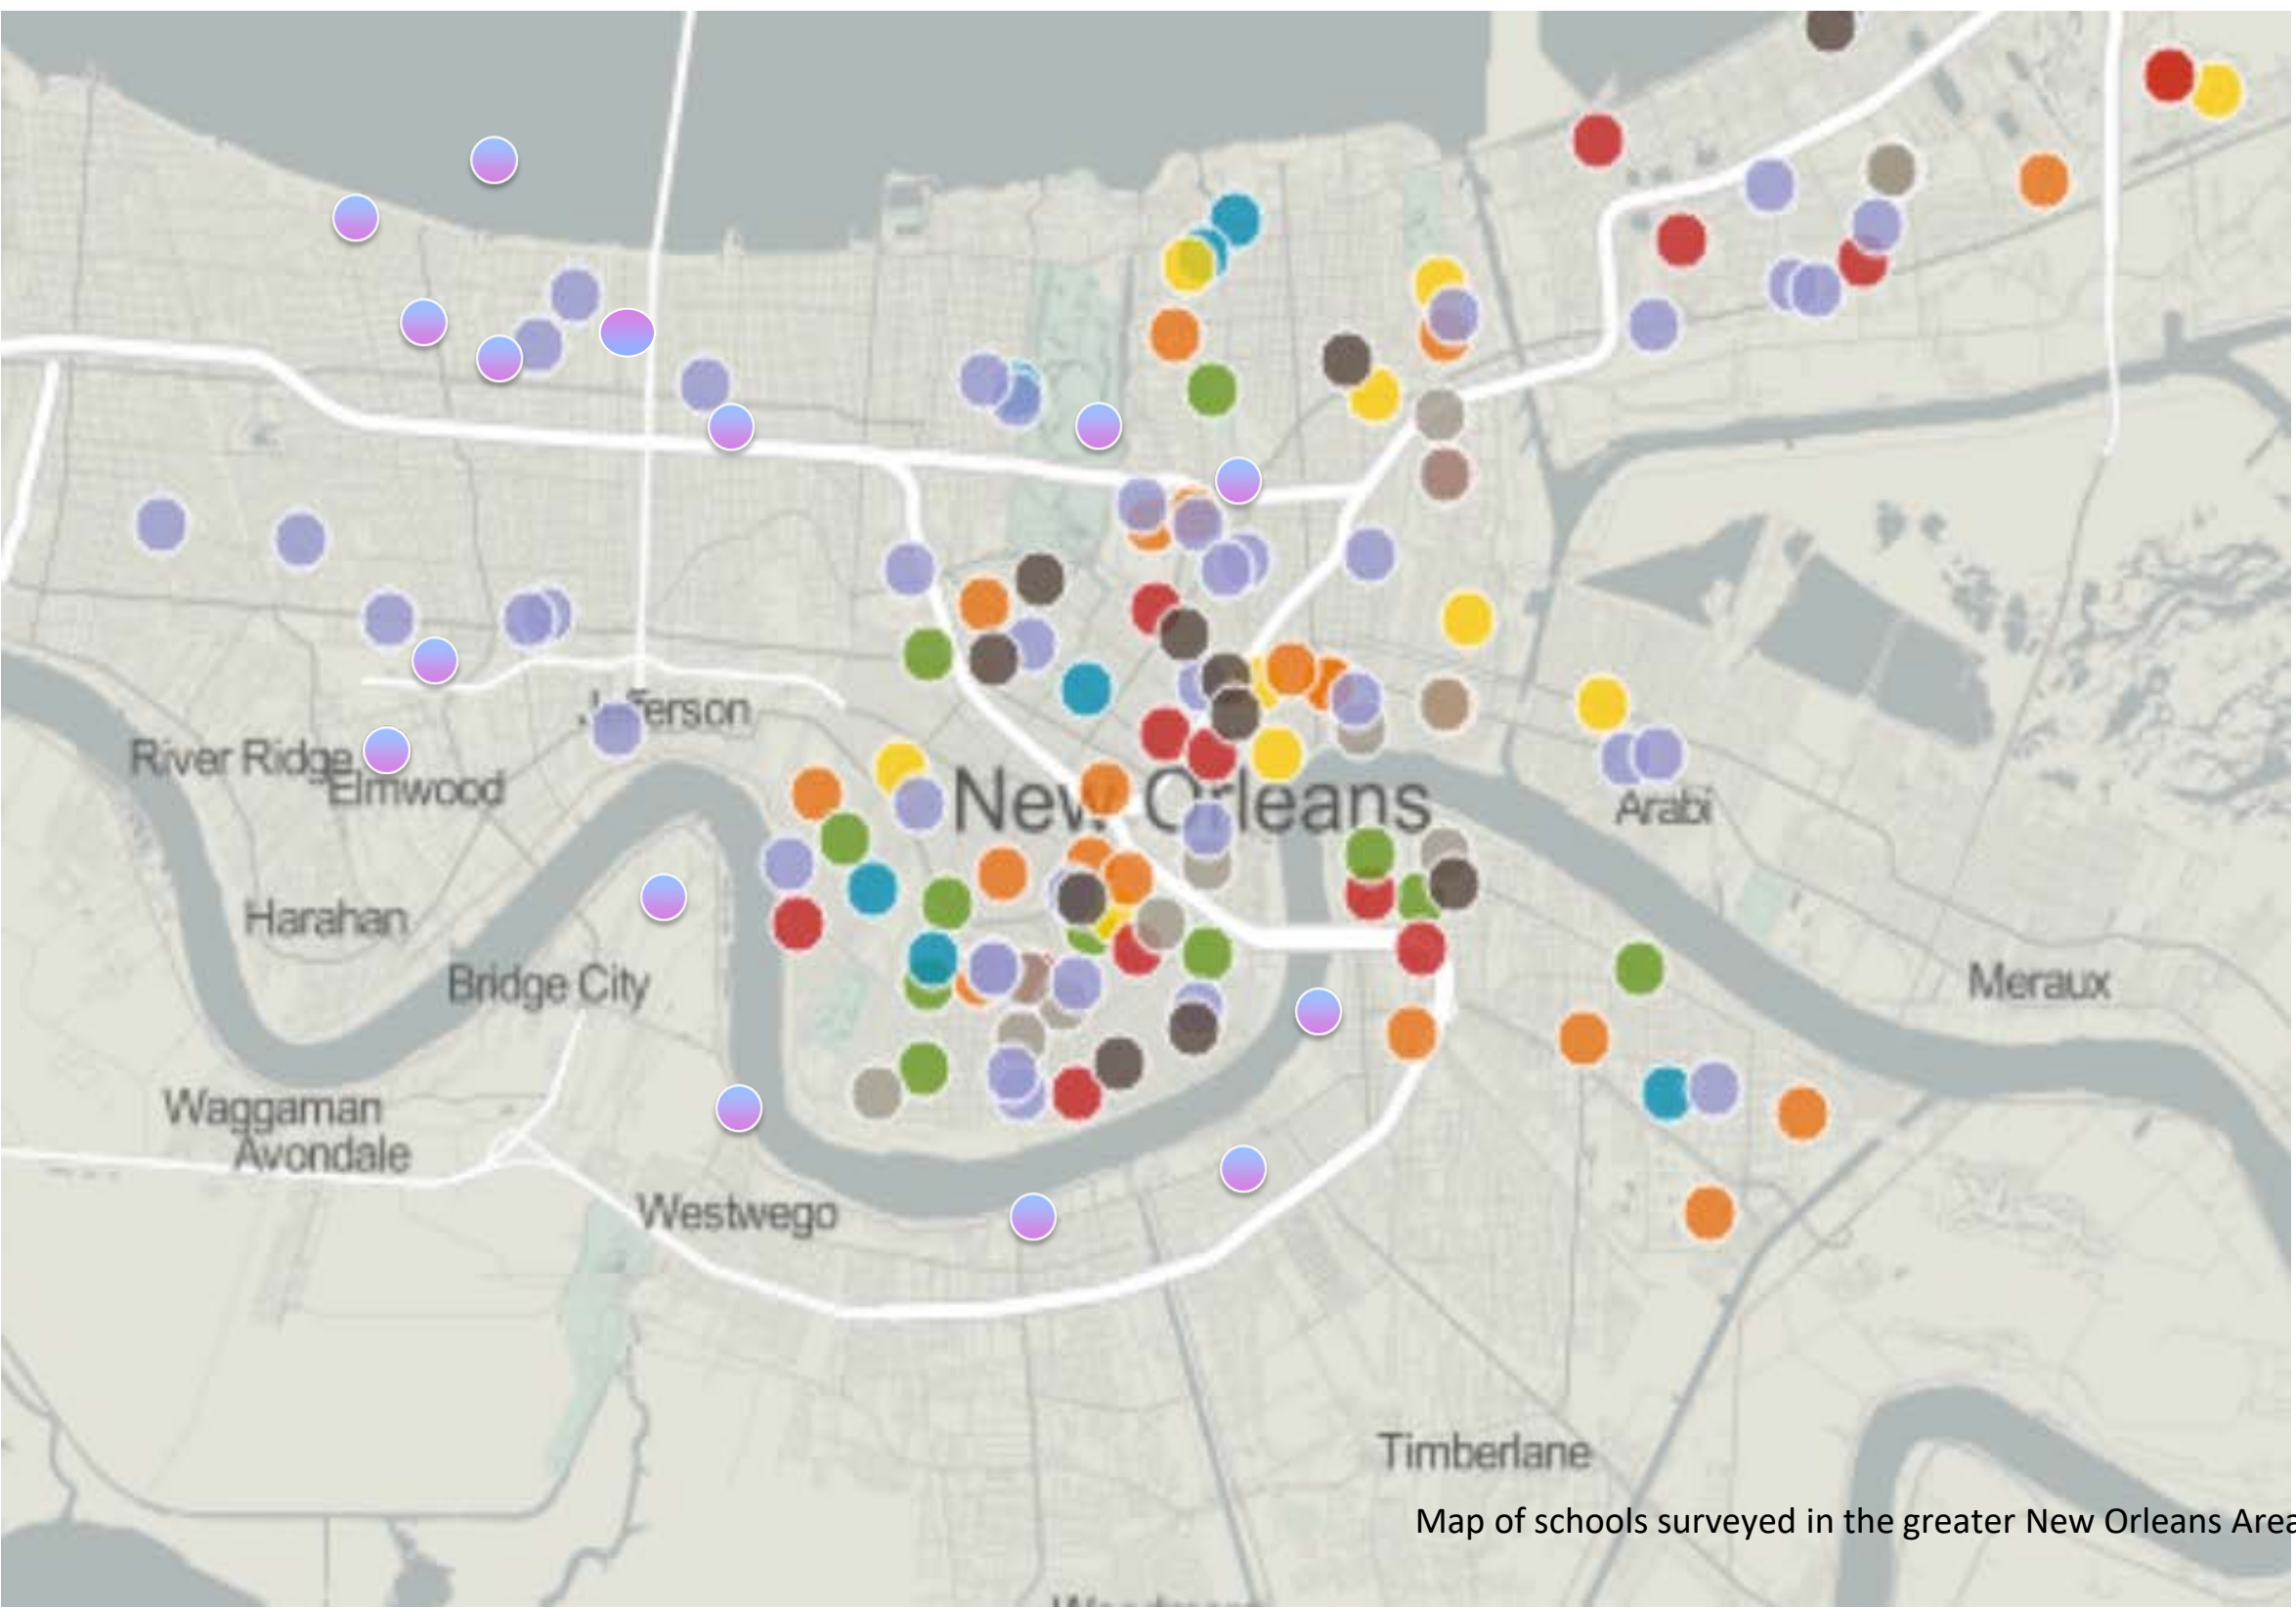 Jefferson
River Ridge
Elmwood
New Orleans
Arabi
Harahan
Bridge City
Meraux
Waggaman
Avondale
Westwego
Timberlane
Map of schools surveyed in the greater New Orleans Area